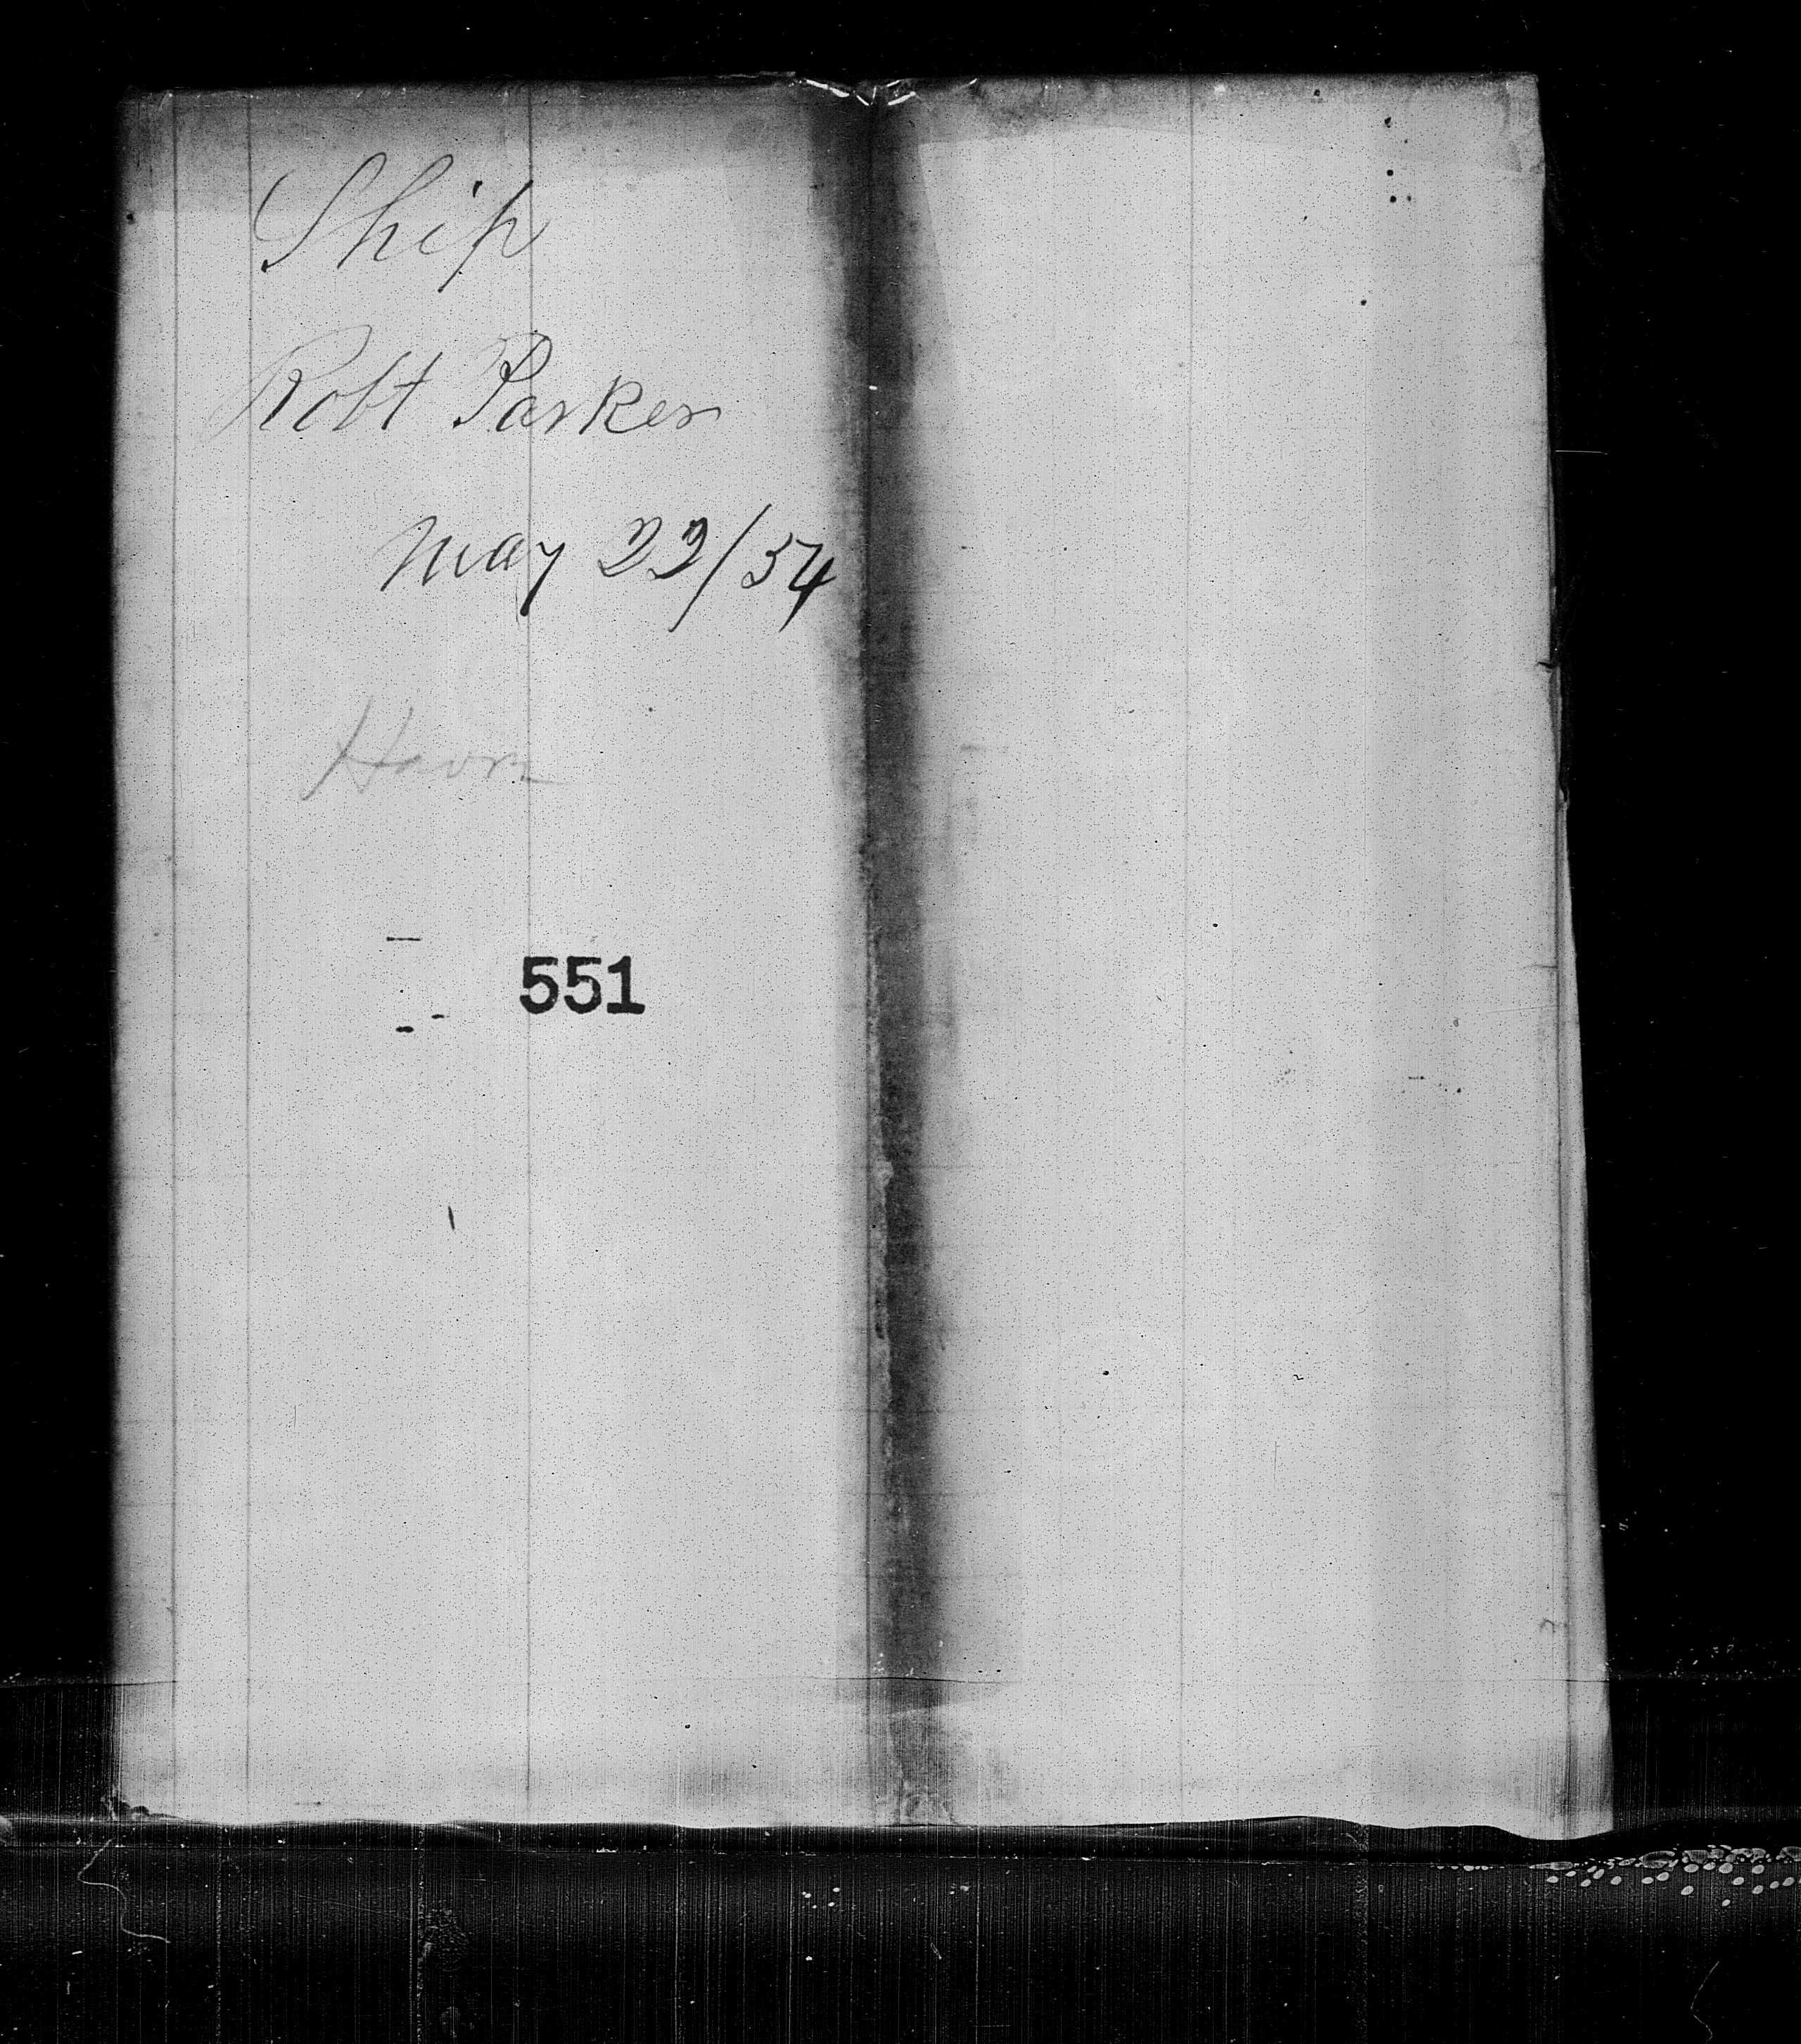 Ship
Robt Parker
May 22/54
Havre
551